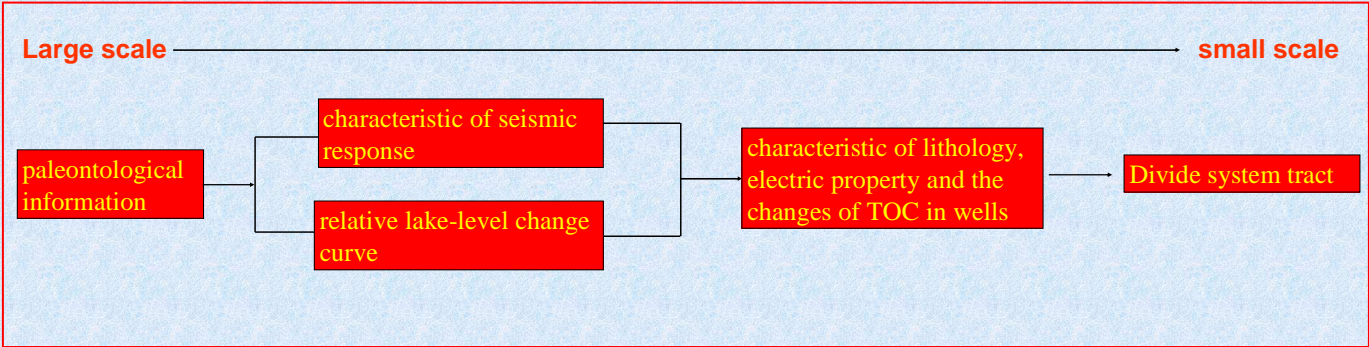 Large scale
small scale
paleontological
information
characteristic of seismic
response
relative lake-level change
curve
characteristic of lithology,
electric property and the
changes of TOC in wells
Divide system tract